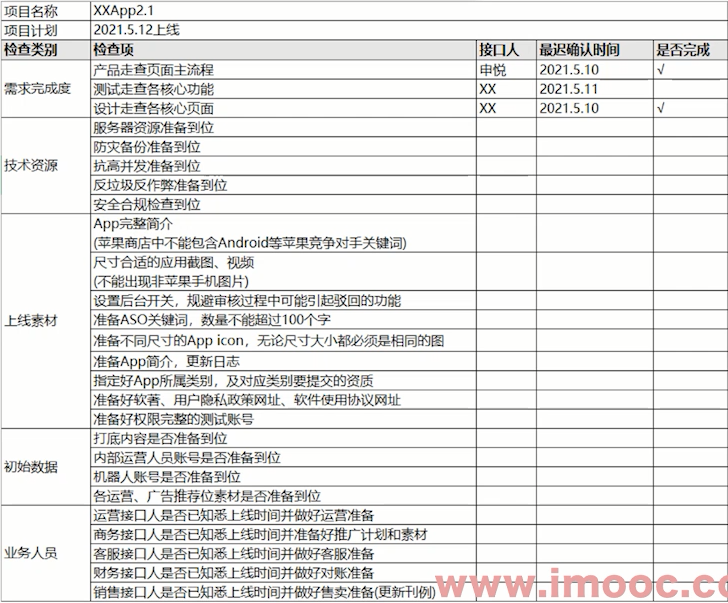 项目名称 XXApp2.1
项目计划 2021.5.12上线
检查类别 检查项 接口人 最迟确认时间 是否完成
需求完成度
产品走查页面主流程 申悦 2021.5.10 √
测试走查各核心功能 XX 2021.5.11
设计走查各核心页面 XX 2021.5.10 √
技术资源
服务器资源准备到位
防灾备份准备到位
抗高并发准备到位
反垃圾反作弊准备到位
安全合规检查到位
上线素材
App完整简介
(苹果商店中不能包含Android等苹果竞争对手关键词)
尺寸合适的应用截图、视频
(不能出现非苹果手机图片)
设置后台开关，规避审核过程中可能引起驳回的功能
准备ASO关键词，数量不能超过100个字
准备不同尺寸的App icon，无论尺寸大小都必须是相同的图
准备App简介，更新日志
指定好App所属类别，及对应类别要提交的资质
准备好软著、用户隐私政策网址、软件使用协议网址
准备好权限完整的测试账号
初始数据
打底内容是否准备到位
内部运营人员账号是否准备到位
机器人账号是否准备到位
各运营、广告推荐位素材是否准备到位
业务人员
运营接口人是否已知悉上线时间并做好运营准备
商务接口人是否已知悉上线时间并准备好推广计划和素材
客服接口人是否已知悉上线时间并做好客服准备
财务接口人是否已知悉上线时间并做好对账准备
销售接口人是否已知悉上线时间并做好售卖准备(更新刊例)
www.imooc.co